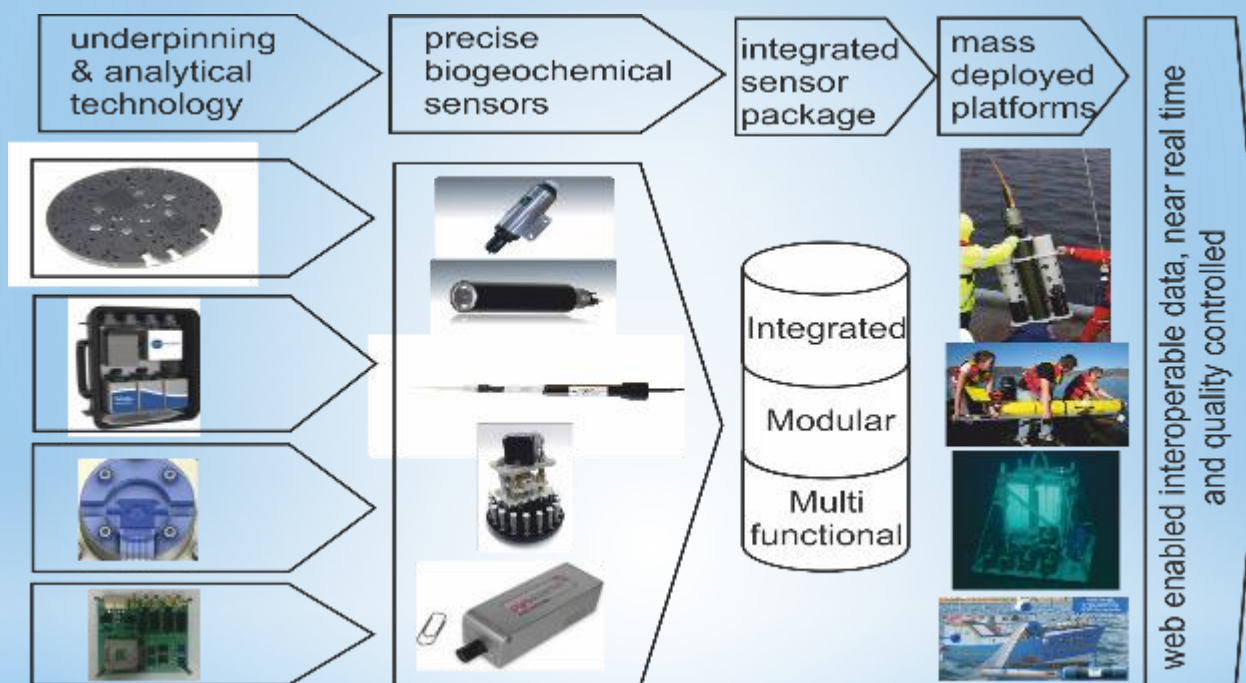 underpinning
& analytical
technology
precise
biogeochemical
sensors
integrated
sensor
package
mass
deployed
platforms
Integrated
Modular
Multi
functional
web enabled interoperable data, near real time
and quality controlled